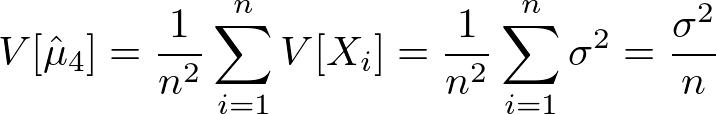 V[\hat{\mu}_4] = \frac{1}{n^2} \sum_{i=1}^{n} V[X_i] = \frac{1}{n^2} \sum_{i=1}^{n} \sigma^2 = \frac{\sigma^2}{n}